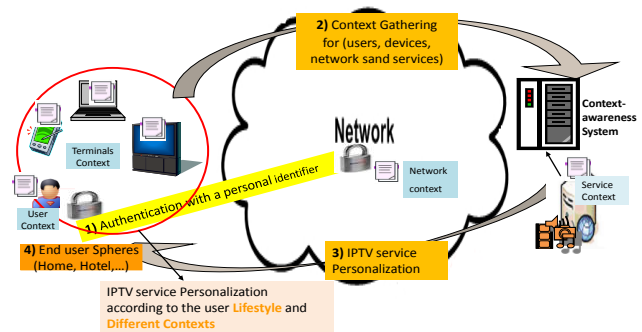 2) Context Gathering
for (users, devices,
network sand services)
Context-
awareness
System
Terminals
Context
Network
Network
context
Service
Context
User
Context
1) Authentication with a personal identifier
4) End user Spheres
(Home, Hotel,...)
3) IPTV service
Personalization
IPTV service Personalization
according to the user Lifestyle and
Different Contexts